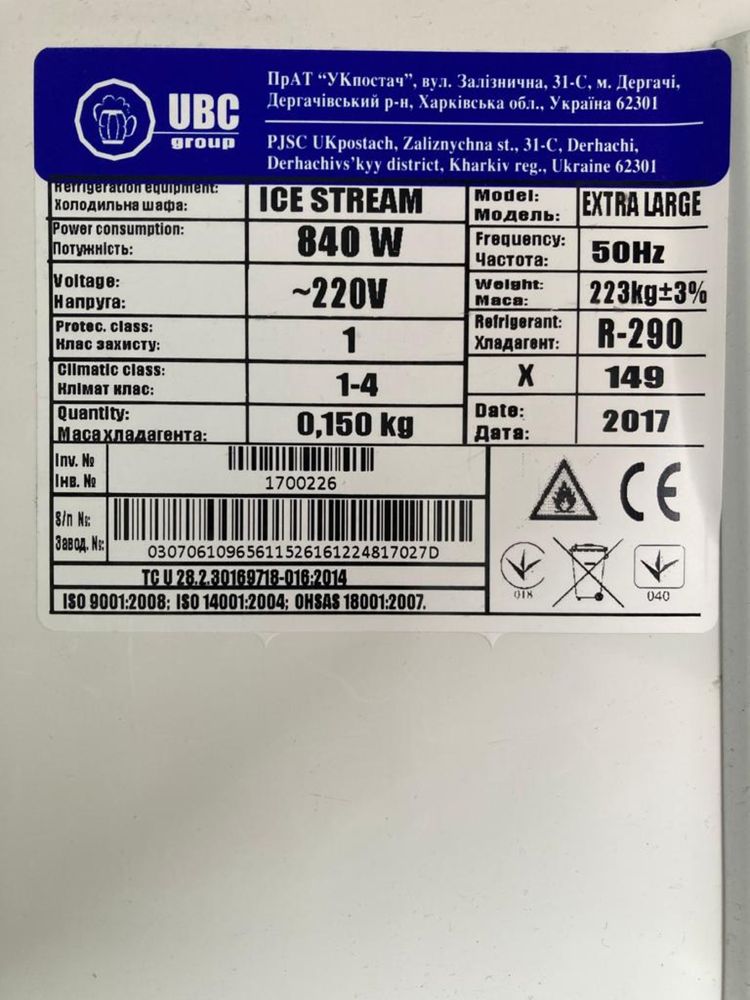 UBC
group
ПрАТ “УКпостач”, вул. Залізнична, 31-С, м. Дергачі,
Дергачівський р-н, Харківська обл., Україна 62301
PJSC UKpostach, Zaliznychna st., 31-C, Derhachi,
Derhachivs’kyy district, Kharkiv reg., Ukraine 62301
Refrigeration equipment:
Холодильна шафа:
ICE STREAM
Model:
Модель:
EXTRA LARGE
Power consumption:
Потужність:
840 W
Frequency:
Частота:
50Hz
Voltage:
Напруга:
~220V
Weight:
Маса:
223kg±3%
Protec. class:
Клас захисту:
1
Refrigerant:
Хладагент:
R-290
Climatic class:
Клімат клас:
1-4
X
149
Quantity:
Маса хладагента:
0,150 kg
Date:
Дата:
2017
Inv. №
Інв. №
1700226
S/n №:
Завод. №:
03070610965611526161224817027D
TC U 28.2.30169718-016:2014
ISO 9001:2008; ISO 14001:2004; OHSAS 18001:2007.
CE
018
040